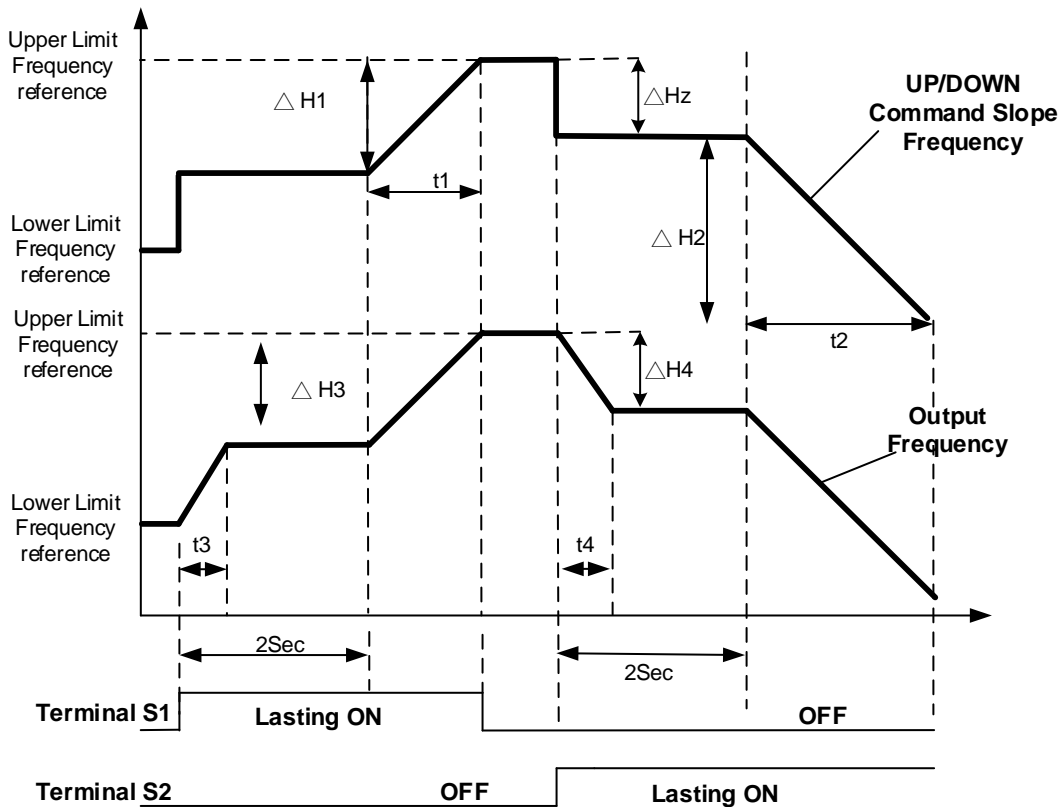 Upper Limit
Frequency
reference
△ H1
△Hz
UP/DOWN
Command Slope
Frequency
t1
Lower Limit
Frequency
reference
△ H2
Upper Limit
Frequency
reference
t2
△ H3
△H4
Output
Frequency
Lower Limit
Frequency
reference
t3
t4
2Sec
2Sec
Terminal S1
Lasting ON
OFF
Terminal S2
OFF
Lasting ON